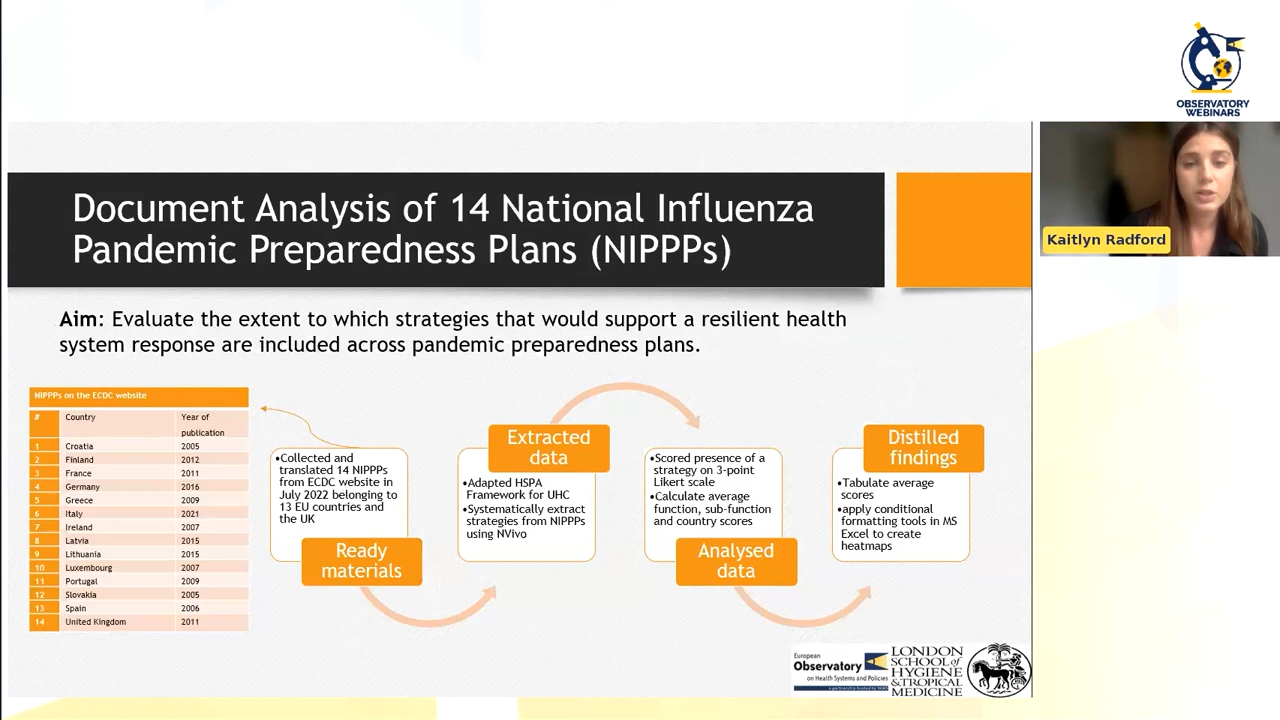 OBSERVATORY
WEBINARS
Kaitlyn Radford
Document Analysis of 14 National Influenza
Pandemic Preparedness Plans (NIPPPs)
Aim: Evaluate the extent to which strategies that would support a resilient health
system response are included across pandemic preparedness plans.
NIPPPs on the ECDC website
# Country Year of
publication
1 Croatia 2005
2 Finland 2012
3 France 2011
4 Germany 2016
5 Greece 2009
6 Italy 2021
7 Ireland 2007
8 Latvia 2015
9 Lithuania 2015
10 Luxembourg 2007
11 Portugal 2009
12 Slovakia 2005
13 Spain 2006
14 United Kingdom 2011
•Collected and
translated 14 NIPPPs
from ECDC website in
July 2022 belonging to
13 EU countries and
the UK
Ready
materials
Extracted
data
•Adapted HSPA
Framework for UHC
•Systematically extract
strategies from NIPPPs
using NVivo
•Scored presence of a
strategy on 3-point
Likert scale
•Calculate average
function, sub-function
and country scores
Analysed
data
Distilled
findings
•Tabulate average
scores
•apply conditional
formatting tools in MS
Excel to create
heatmaps
European
Observatory
on Health Systems and Policies
a partnership hosted by WHO
LONDON
SCHOOL of
HYGIENE
&TROPICAL
MEDICINE